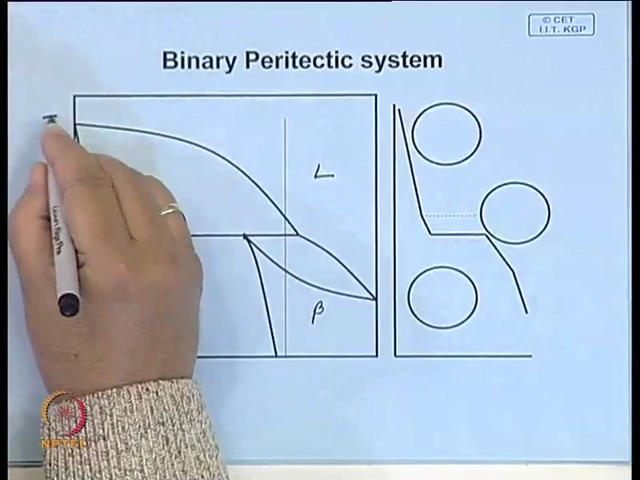 © CET
I.I.T. KGP
Binary Peritectic system
L
β
NPTEL